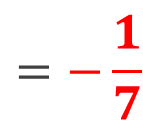 = - 1/7